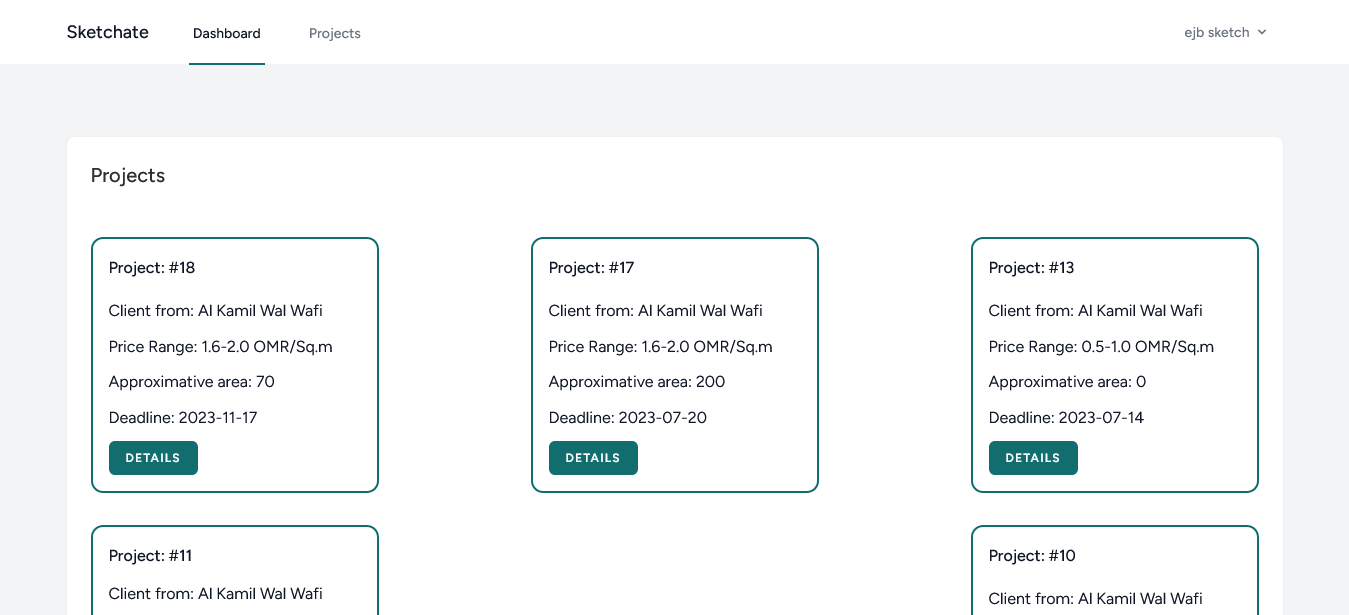 Sketchate
Dashboard
Projects
ejb sketch
Projects
Project: #18
Client from: Al Kamil Wal Wafi
Price Range: 1.6-2.0 OMR/Sq.m
Approximative area: 70
Deadline: 2023-11-17
DETAILS
Project: #17
Client from: Al Kamil Wal Wafi
Price Range: 1.6-2.0 OMR/Sq.m
Approximative area: 200
Deadline: 2023-07-20
DETAILS
Project: #13
Client from: Al Kamil Wal Wafi
Price Range: 0.5-1.0 OMR/Sq.m
Approximative area: 0
Deadline: 2023-07-14
DETAILS
Project: #11
Client from: Al Kamil Wal Wafi
Project: #10
Client from: Al Kamil Wal Wafi